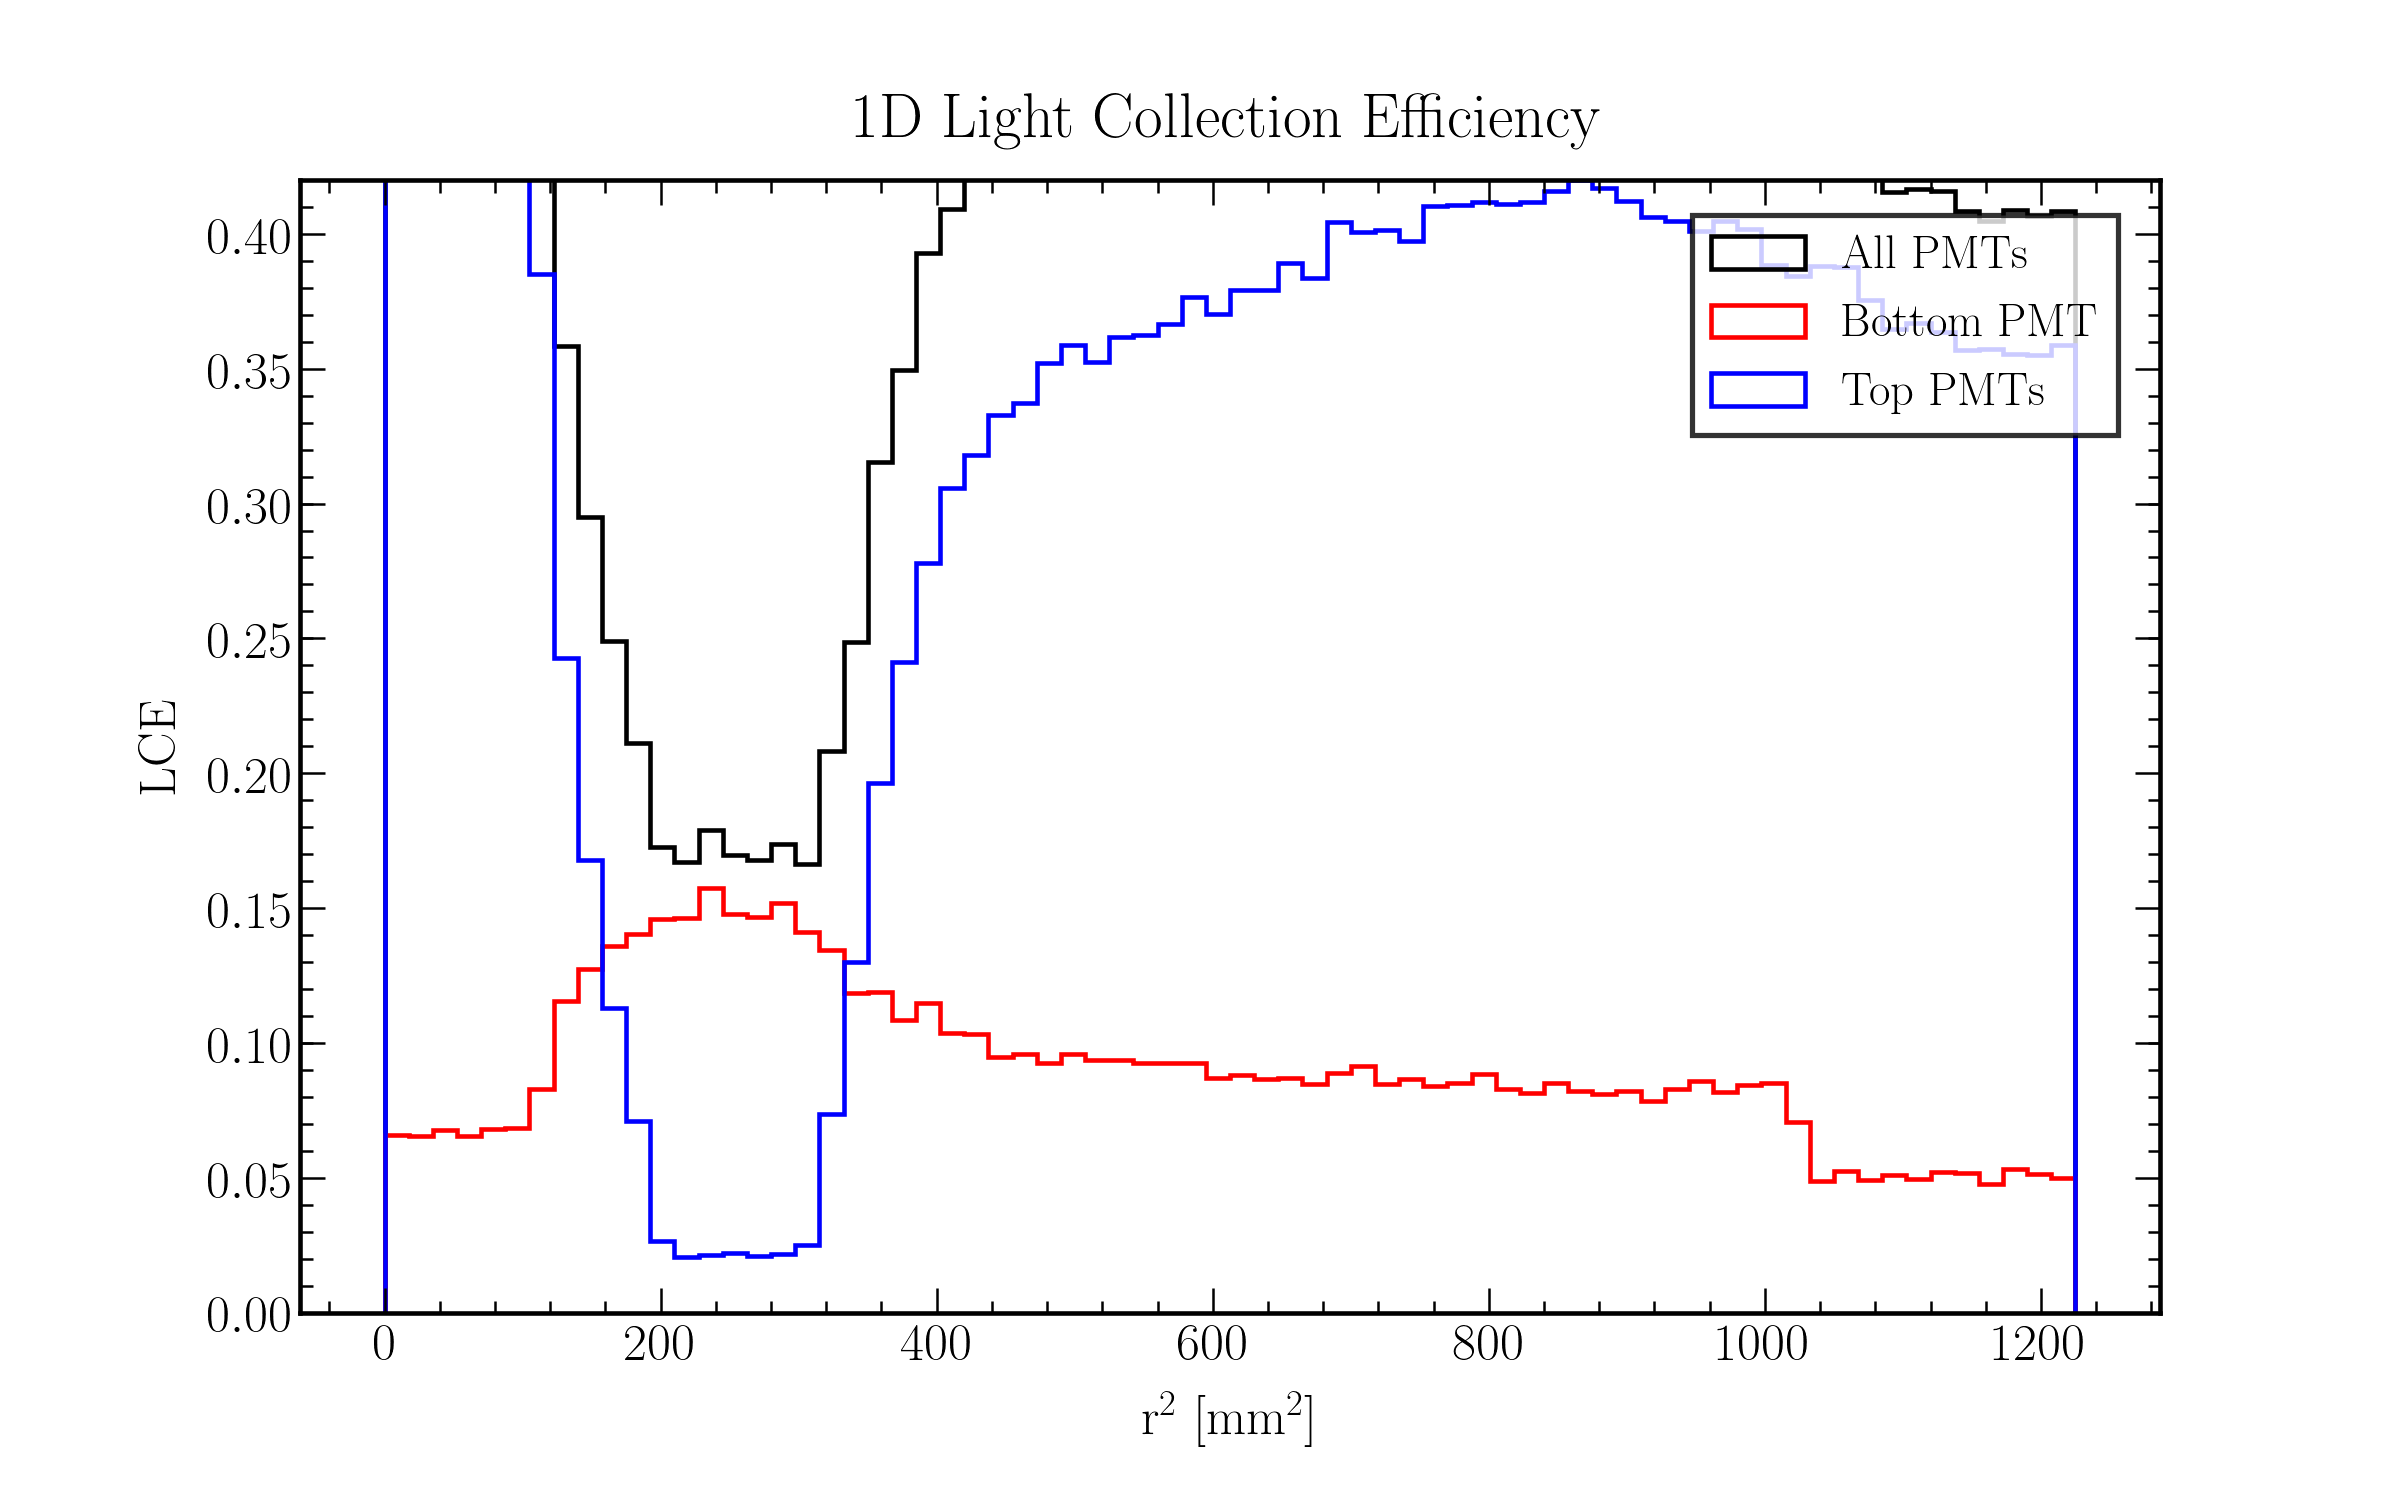 1D Light Collection Efficiency
0.40
0.35
0.30
0.25
0.20
0.15
0.10
0.05
0.00
LCE
All PMTs
Bottom PMT
Top PMTs
0 200 400 600 800 1000 1200
r² [mm²]